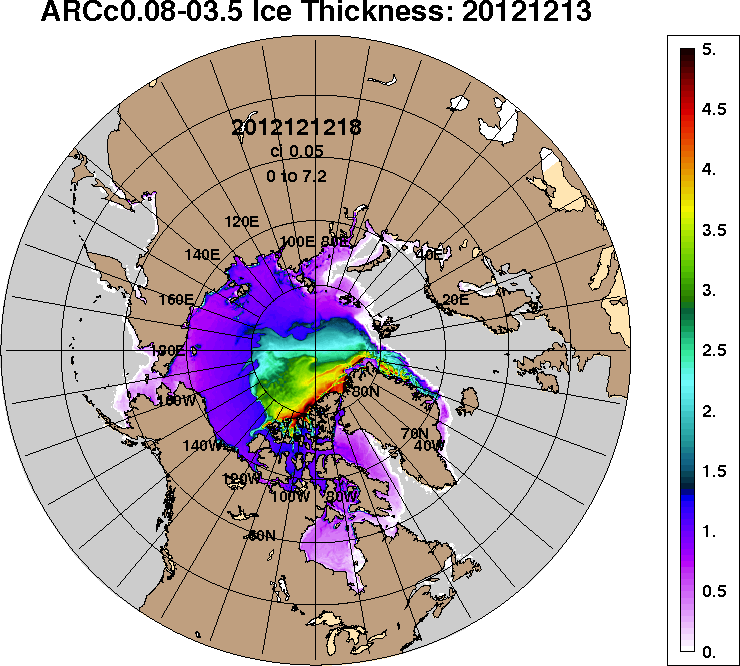 ARCc0.08-03.5 Ice Thickness: 20121213
2012121218
ci 0.05
0 to 7.2
120E
100E 80E
140E
40E
160E
20E
180E
160W
80N
70N
140W
40W
120W
100W
80W
60N
5.
4.5
4.
3.5
3.
2.5
2.
1.5
1.
0.5
0.